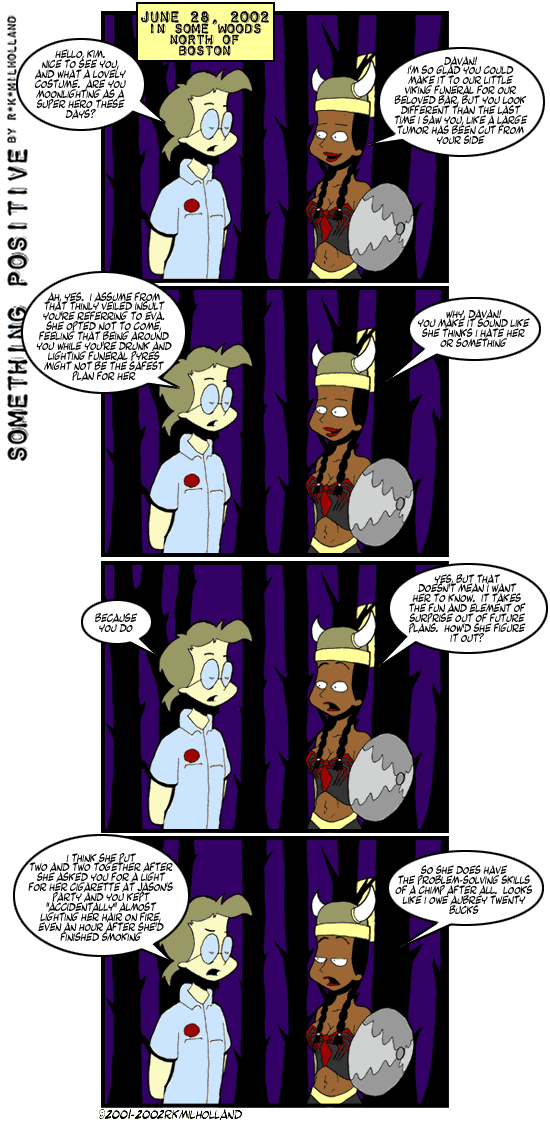 JUNE 28, 2002
IN SOME WOODS
NORTH OF
BOSTON
SOMETHING POSITIVE BY R*K*MILHOLLAND
HELLO, KIM.
NICE TO SEE YOU,
AND WHAT A LOVELY
COSTUME. ARE YOU
MOONLIGHTING AS A
SUPER HERO THESE
DAYS?
DAVAN!
I'M SO GLAD YOU COULD
MAKE IT TO OUR LITTLE
VIKING FUNERAL FOR OUR
BELOVED BAR, BUT YOU LOOK
DIFFERENT THAN THE LAST
TIME I SAW YOU, LIKE A LARGE
TUMOR HAS BEEN CUT FROM
YOUR SIDE
AH, YES. I ASSUME FROM
THAT THINLY VEILED INSULT
YOU'RE REFERRING TO EVA.
SHE OPTED NOT TO COME,
FEELING THAT BEING AROUND
YOU WHILE YOU'RE DRUNK AND
LIGHTING FUNERAL PYRES
MIGHT NOT BE THE SAFEST
PLAN FOR HER
WHY, DAVAN!
YOU MAKE IT SOUND LIKE
SHE THINKS I HATE HER
OR SOMETHING
BECAUSE
YOU DO
YES, BUT THAT
DOESN'T MEAN I WANT
HER TO KNOW. IT TAKES
THE FUN AND ELEMENT OF
SURPRISE OUT OF FUTURE
PLANS. HOW'D SHE FIGURE
IT OUT?
I THINK SHE PUT
TWO AND TWO TOGETHER AFTER
SHE ASKED YOU FOR A LIGHT
FOR HER CIGARETTE AT JASON'S
PARTY AND YOU KEPT
"ACCIDENTALLY" ALMOST
LIGHTING HER HAIR ON FIRE,
EVEN AN HOUR AFTER SHE'D
FINISHED SMOKING
SO SHE DOES HAVE
THE PROBLEM-SOLVING SKILLS
OF A CHIMP AFTER ALL. LOOKS
LIKE I OWE AUBREY TWENTY
BUCKS
©2001-2002RKMILHOLLAND